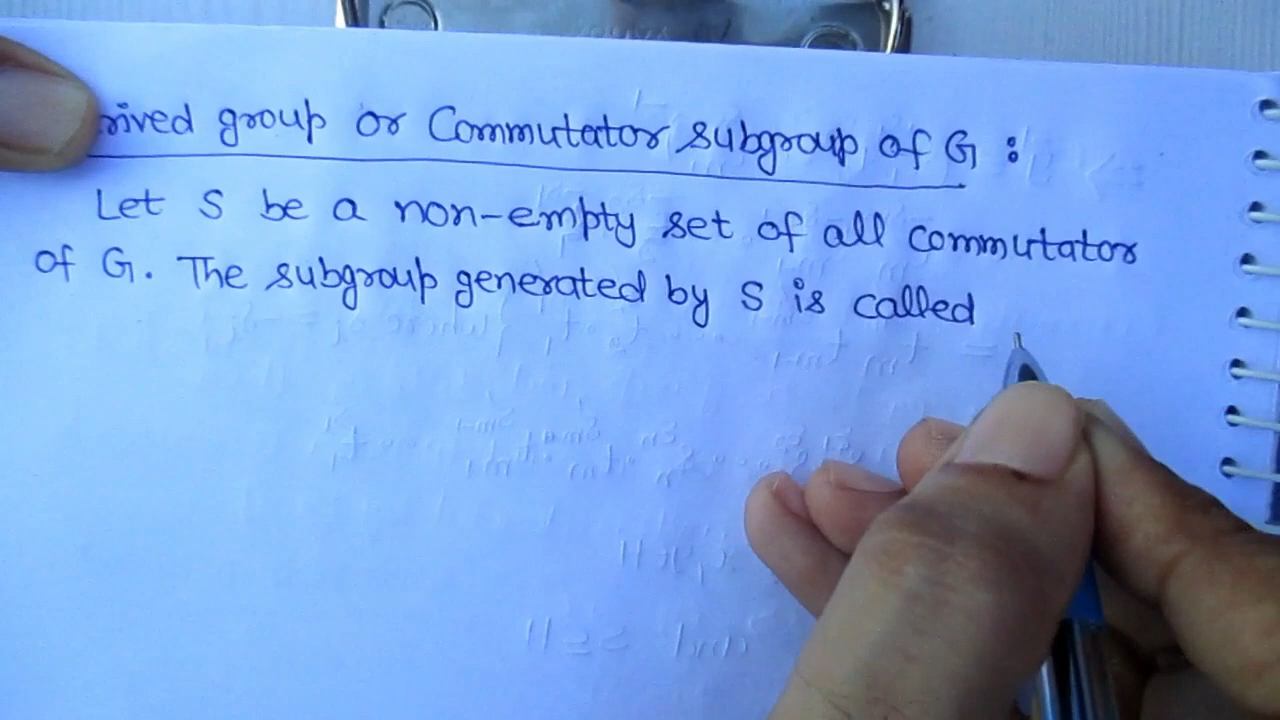 rived group or Commutator subgroup of G :
Let S be a non-empty set of all commutator
of G. The subgroup generated by S is called